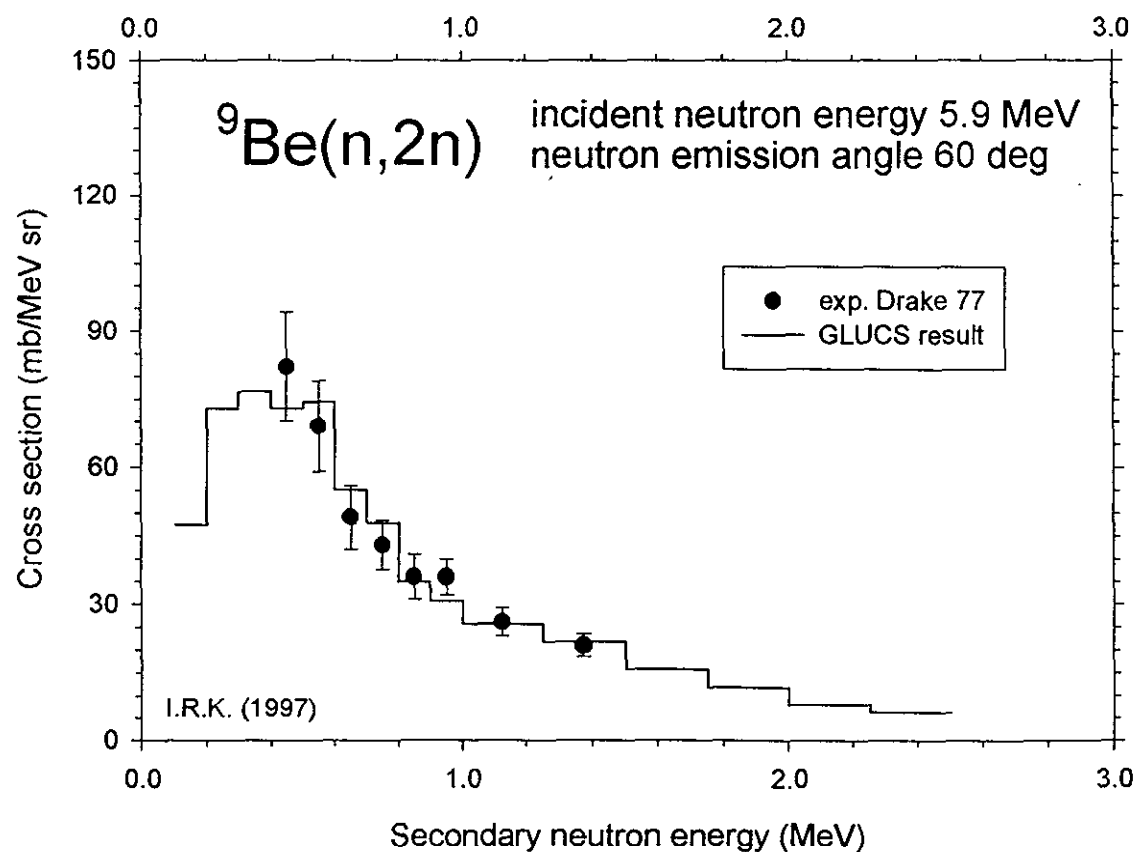 0.0 1.0 2.0 3.0
150
120
90
60
30
0
Cross section (mb/MeV sr)
⁹Be(n,2n)
incident neutron energy 5.9 MeV
neutron emission angle 60 deg
exp. Drake 77
GLUCS result
I.R.K. (1997)
0.0 1.0 2.0 3.0
Secondary neutron energy (MeV)